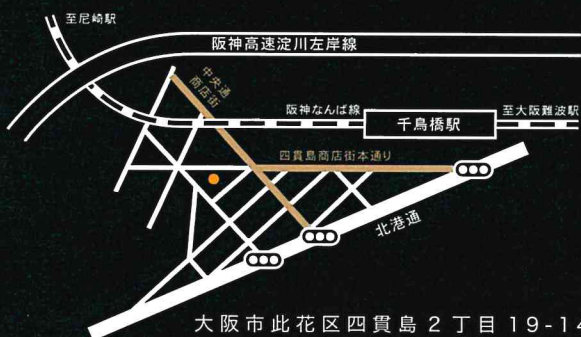 至尼崎駅
阪神高速淀川左岸線
中央通
商店街
阪神なんば線
千鳥橋駅
至大阪難波駅
四貫島商店街本通り
北港通
大阪市此花区四貫島2丁目19-14